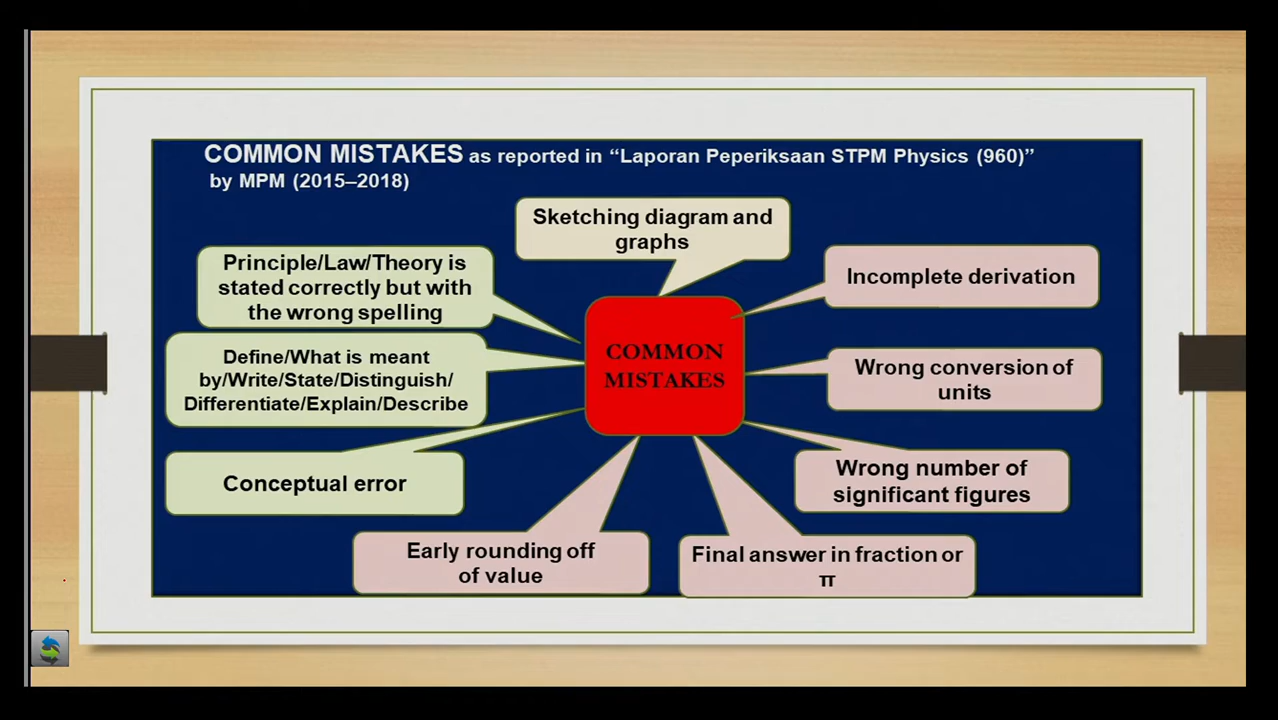 COMMON MISTAKES as reported in “Laporan Peperiksaan STPM Physics (960)”
by MPM (2015–2018)
Sketching diagram and
graphs
Principle/Law/Theory is
stated correctly but with
the wrong spelling
Incomplete derivation
Define/What is meant
by/Write/State/Distinguish/
Differentiate/Explain/Describe
COMMON
MISTAKES
Wrong conversion of
units
Conceptual error
Wrong number of
significant figures
Early rounding off
of value
Final answer in fraction or
π